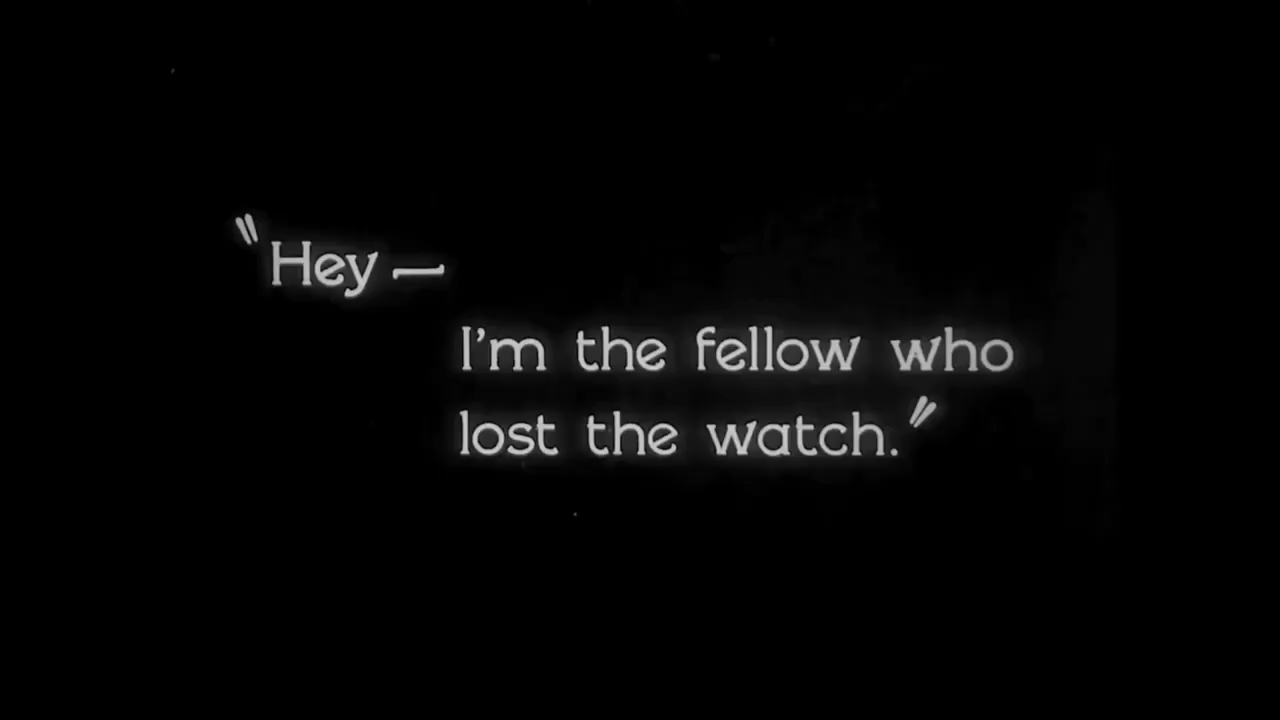 "Hey —
I'm the fellow who
lost the watch."